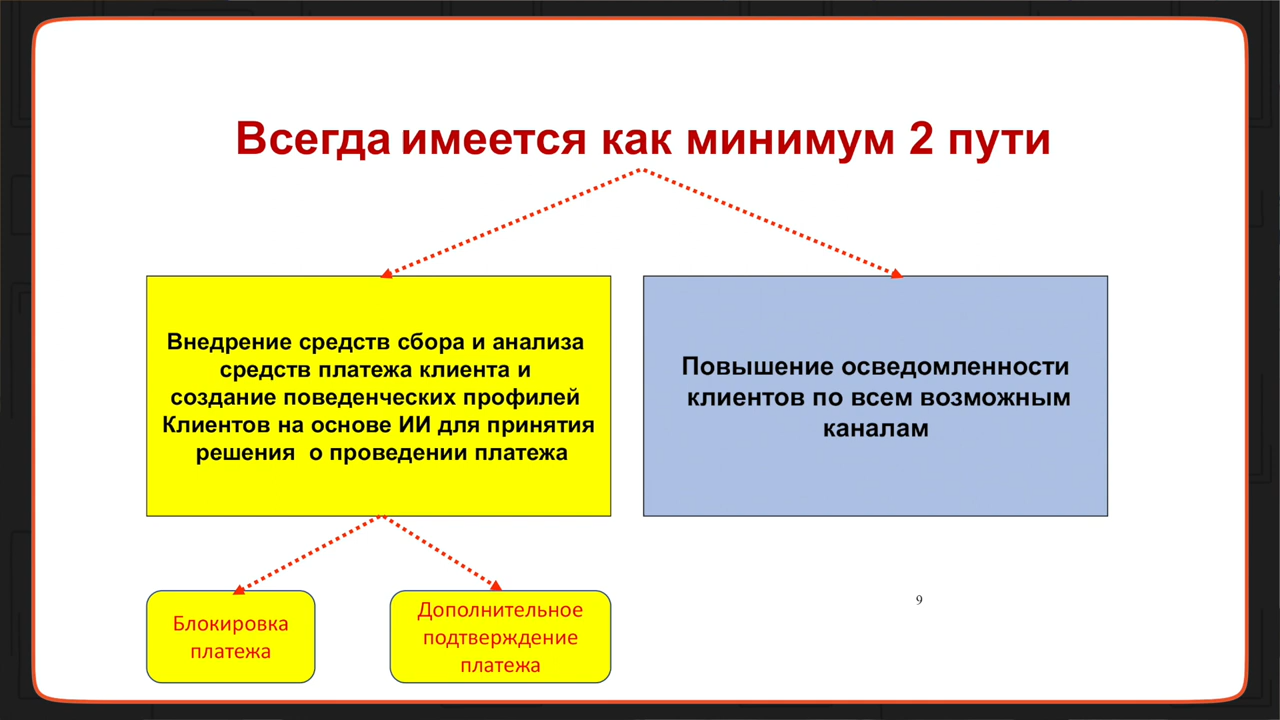 Всегда имеется как минимум 2 пути
Внедрение средств сбора и анализа
средств платежа клиента и
создание поведенческих профилей
Клиентов на основе ИИ для принятия
решения о проведении платежа
Повышение осведомленности
клиентов по всем возможным
каналам
Блокировка
платежа
Дополнительное
подтверждение
платежа
9